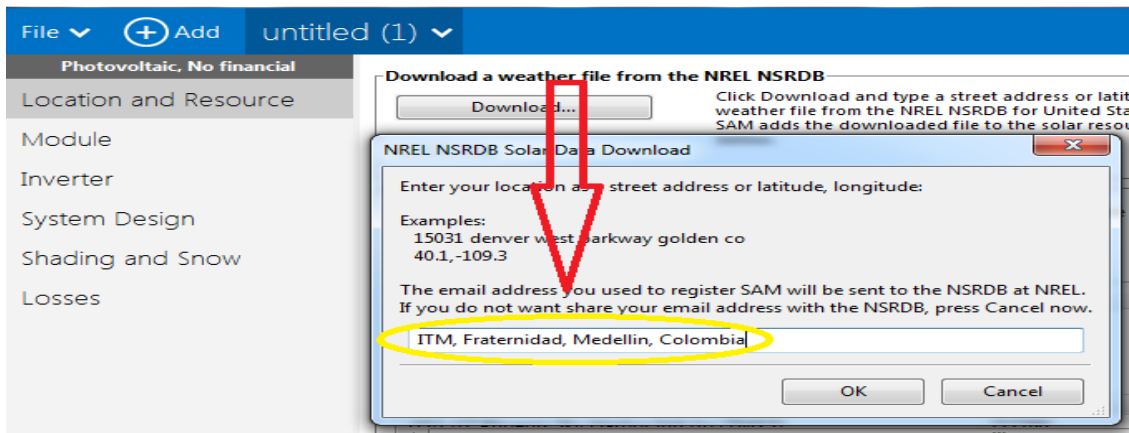 File Add untitled (1)
Photovoltaic, No financial
Location and Resource
Module
Inverter
System Design
Shading and Snow
Losses
Download a weather file from the NREL NSRDB
Download...
Click Download and type a street address or latit
weather file from the NREL NSRDB for United Sta
SAM adds the downloaded file to the solar resou
NREL NSRDB Solar Data Download
Enter your location as a street address or latitude, longitude:
Examples:
15031 denver west parkway golden co
40.1,-109.3
The email address you used to register SAM will be sent to the NSRDB at NREL.
If you do not want share your email address with the NSRDB, press Cancel now.
ITM, Fraternidad, Medellin, Colombia
OK Cancel